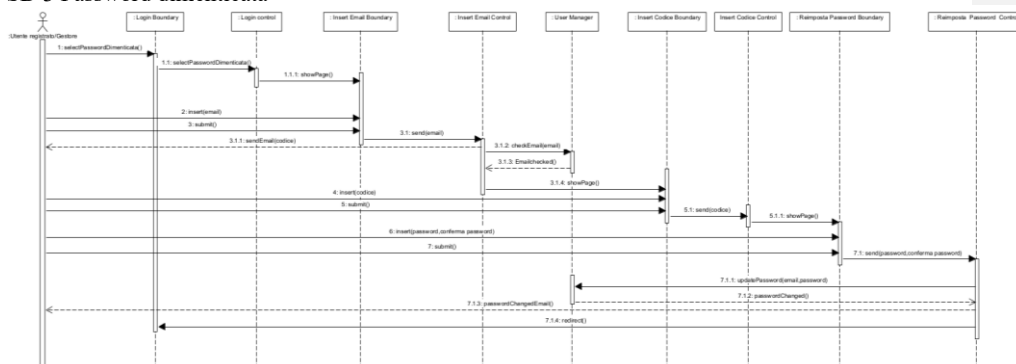 SD 3 Password dimenticata
: Login Boundary
: Login control
: Insert Email Boundary
: Insert Email Control
: User Manager
: Insert Codice Boundary
Insert Codice Control
: Reimposta Password Boundary
: Reimposta Password Control
:Utente registrato/Gestore
1: selectPasswordDimenticata()
1.1: selectPasswordDimenticata()
1.1.1: showPage()
2: insert(email)
3: submit()
3.1: send(email)
3.1.1: sendEmail(codice)
3.1.2: checkEmail(email)
3.1.3: Emailchecked()
3.1.4: showPage()
4: insert(codice)
5: submit()
5.1: send(codice)
5.1.1: showPage()
6: insert(password,conferma password)
7: submit()
7.1: send(password,conferma password)
7.1.1: updatePassword(email,password)
7.1.2: passwordChanged()
7.1.3: passwordChangedEmail()
7.1.4: redirect()